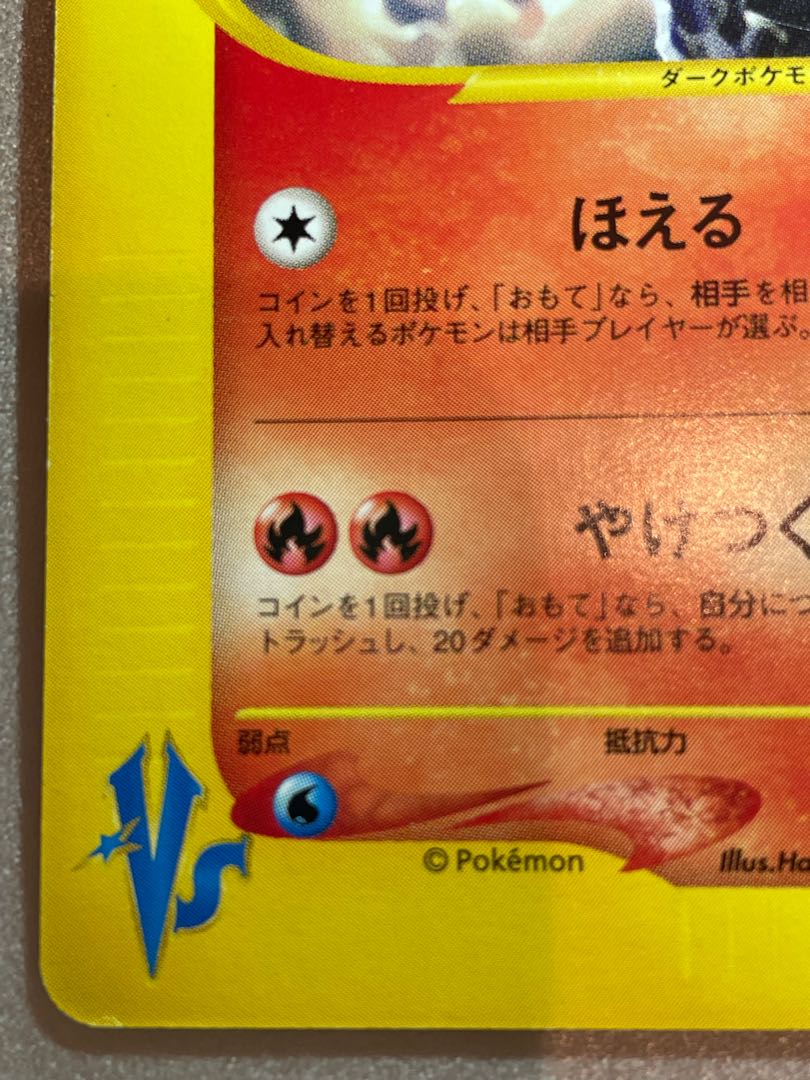 ダークポケモ
ほえる
コインを1回投げ、「おもて」なら、相手を相
入れ替えるポケモンは相手プレイヤーが選ぶ。
やけつく
コインを1回投げ、「おもて」なら、自分につ
トラッシュし、20ダメージを追加する。
弱点 抵抗力
VS
© Pokémon Illus.Ha